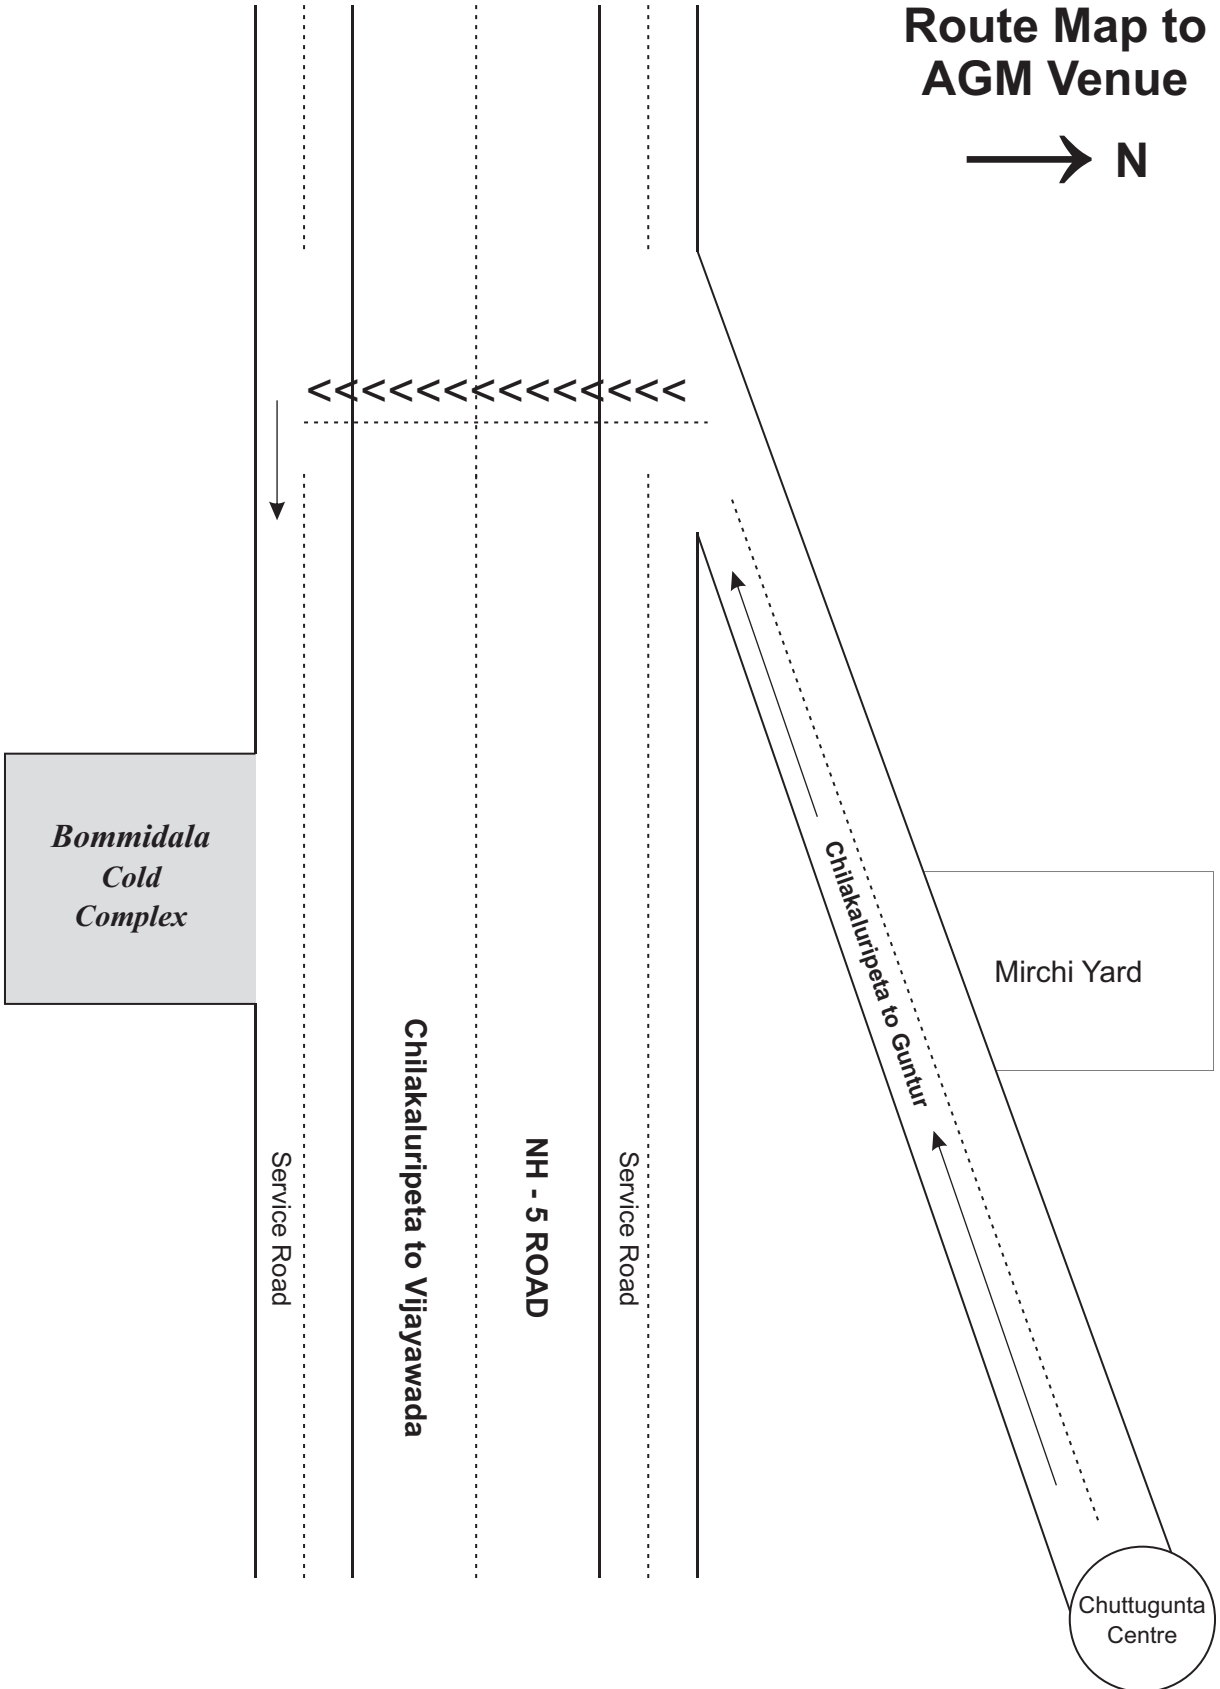 Route Map to
AGM Venue
N
<<<<<<<<<<<<<<
Bommidala
Cold
Complex
Chilakaluripeta to Guntur
Mirchi Yard
Service Road
Chilakaluripeta to Vijayawada
NH - 5 ROAD
Service Road
Chuttugunta
Centre